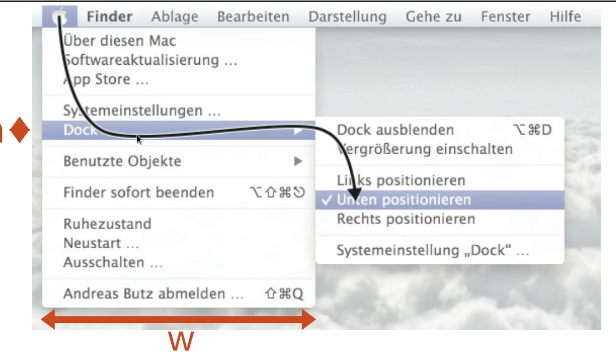 Finder Ablage Bearbeiten Darstellung Gehe zu Fenster Hilfe
Über diesen Mac
Softwareaktualisierung ...
App Store ...
Systemeinstellungen ...
Dock
Benutzte Objekte
Finder sofort beenden ⌥⇧⌘⎋
Ruhezustand
Neustart ...
Ausschalten ...
Andreas Butz abmelden ... ⇧⌘Q
Dock ausblenden ⌥⌘D
Vergrößerung einschalten
Links positionieren
✓ Unten positionieren
Rechts positionieren
Systemeinstellung „Dock“ ...
W